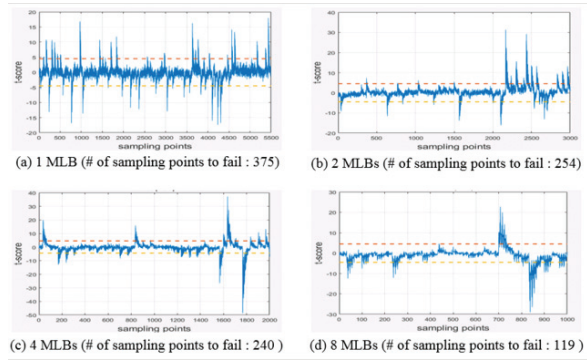 20
15
10
5
0
-5
-10
-15
-20
t-score
0 500 1000 1500 2000 2500 3000 3500 4000 4500 5000 5500
sampling points
(a) 1 MLB (# of sampling points to fail : 375)
40
30
20
10
0
-10
-20
t-score
0 500 1000 1500 2000 2500 3000
sampling points
(b) 2 MLBs (# of sampling points to fail : 254)
40
30
20
10
0
-10
-20
-30
-40
-50
t-score
0 200 400 600 800 1000 1200 1400 1600 1800 2000
sampling points
(c) 4 MLBs (# of sampling points to fail : 240)
30
20
10
0
-10
-20
-30
t-score
0 100 200 300 400 500 600 700 800 900 1000
sampling points
(d) 8 MLBs (# of sampling points to fail : 119 )